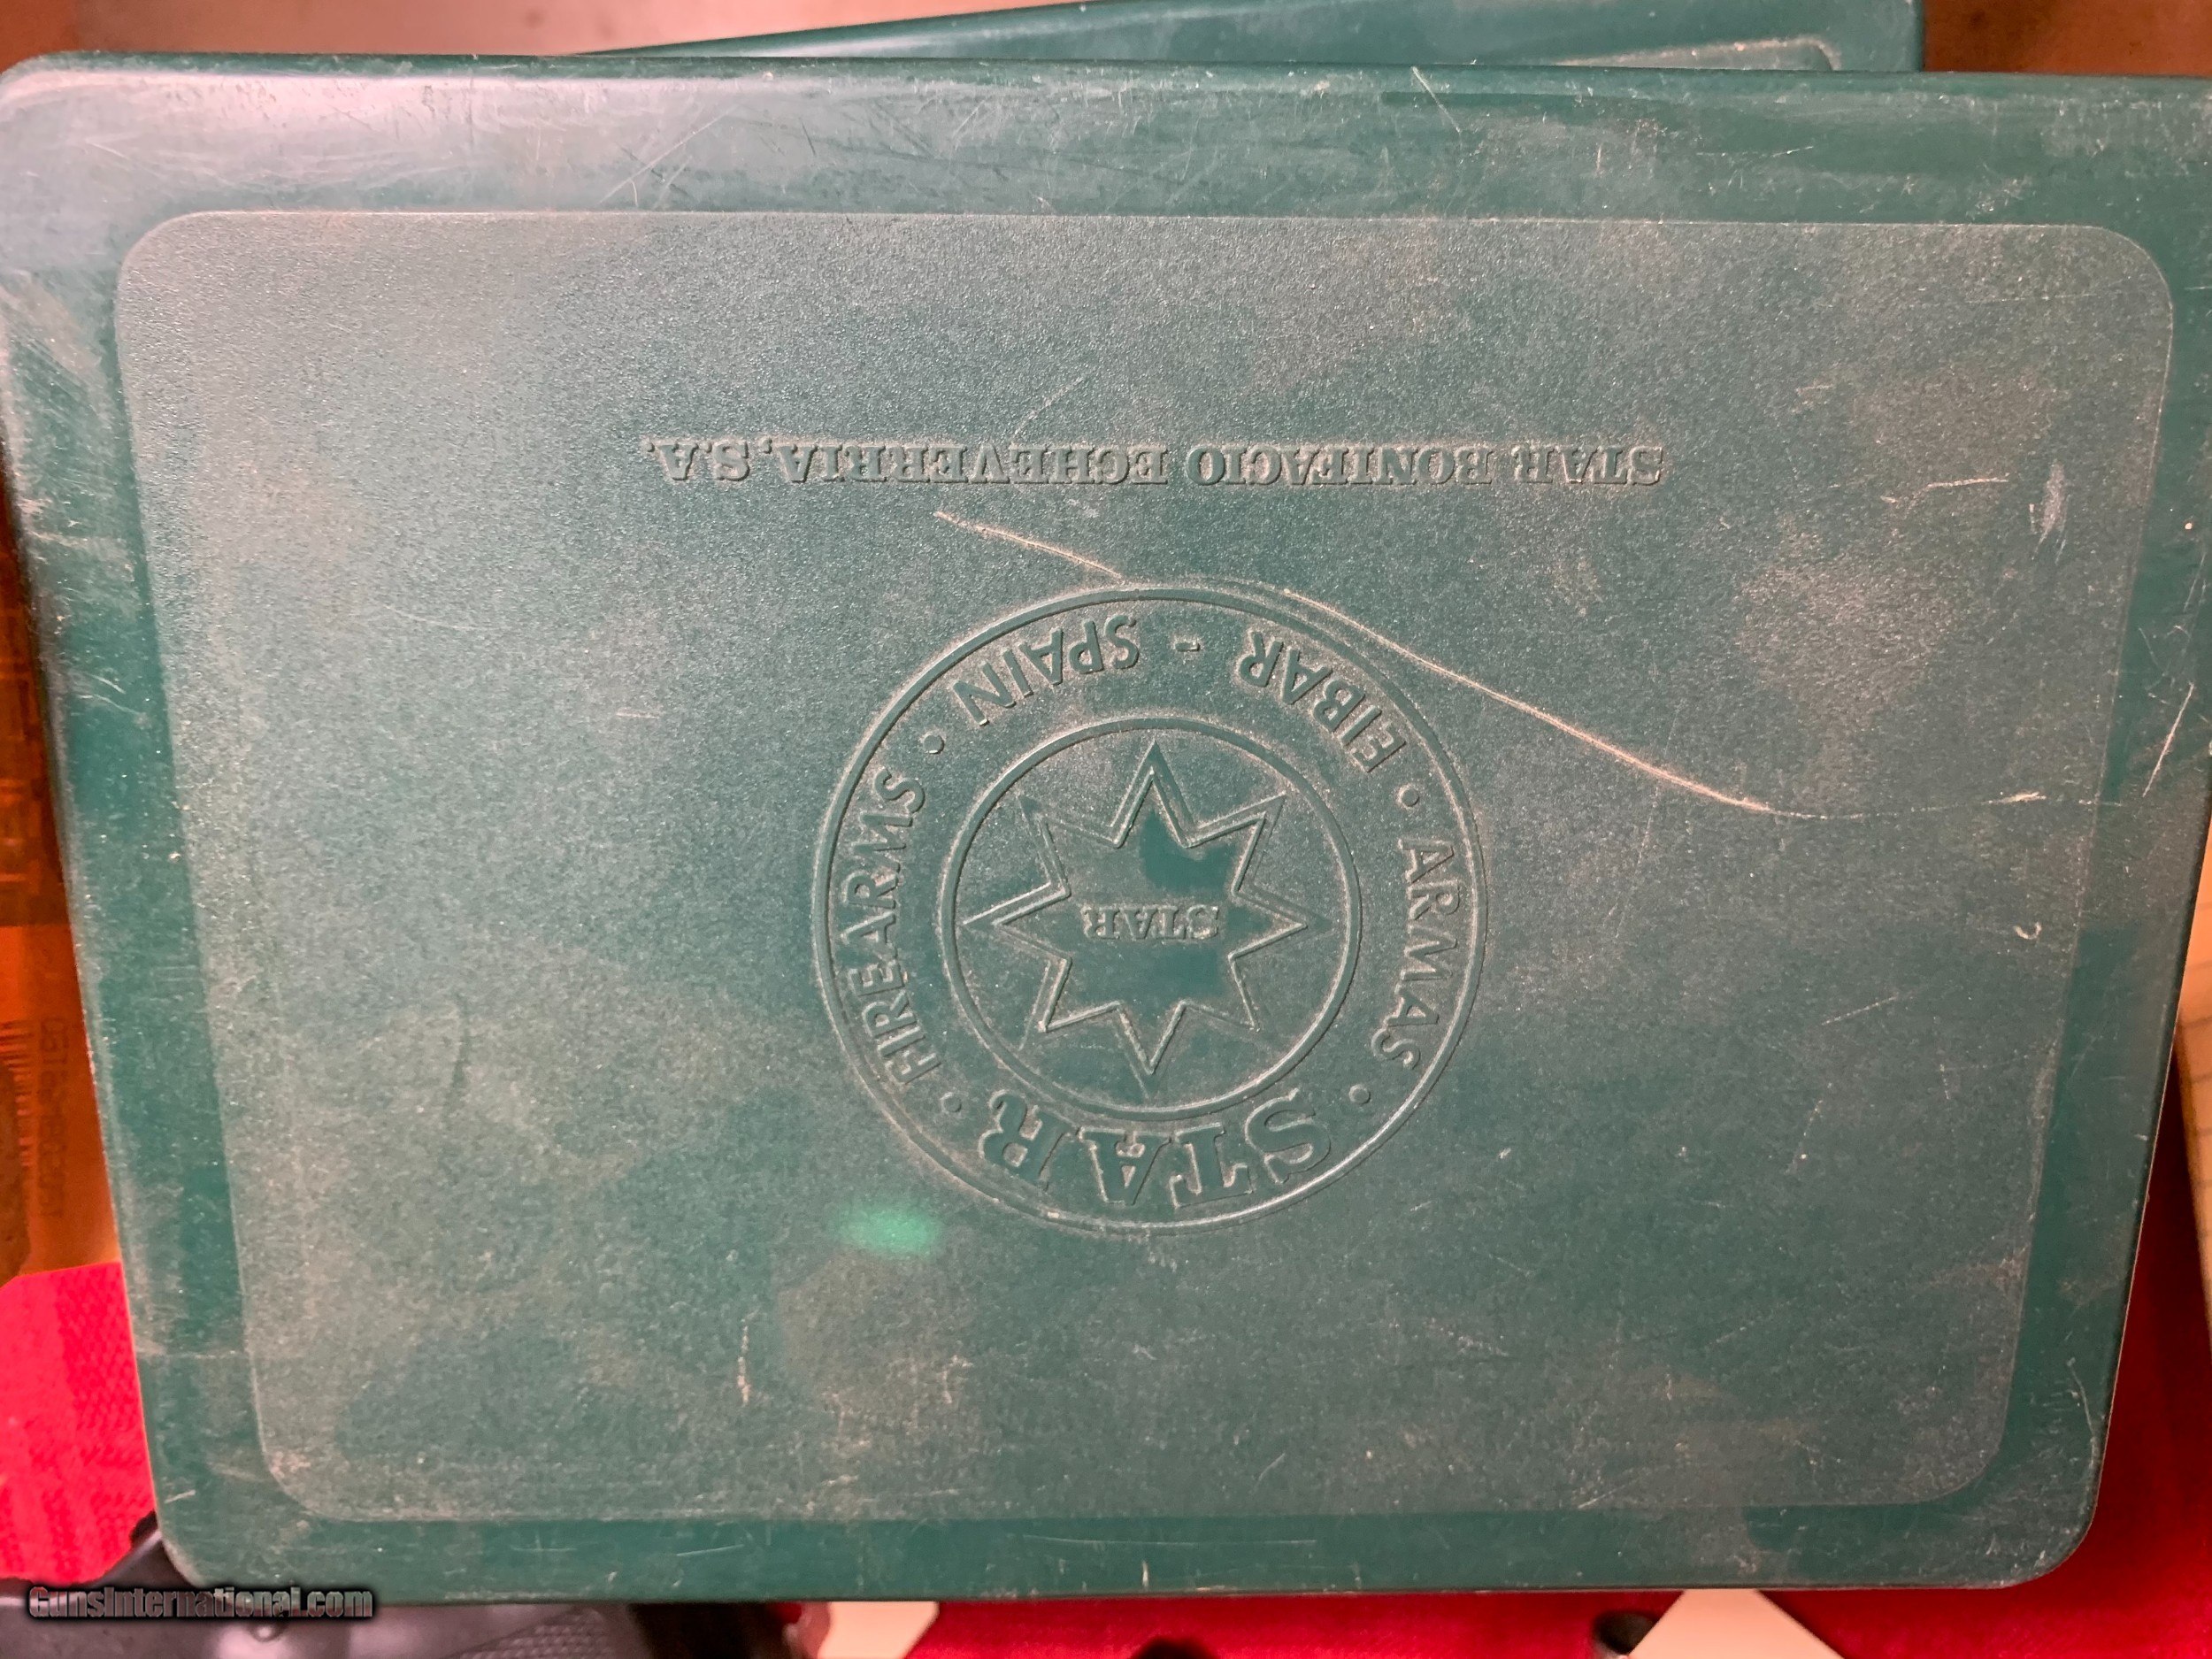 STAR
· FIREARMS ·
· ARMAS ·
EIBAR - SPAIN
STAR
STAR BONIFACIO ECHEVERRIA, S.A.
GunsInternational.com